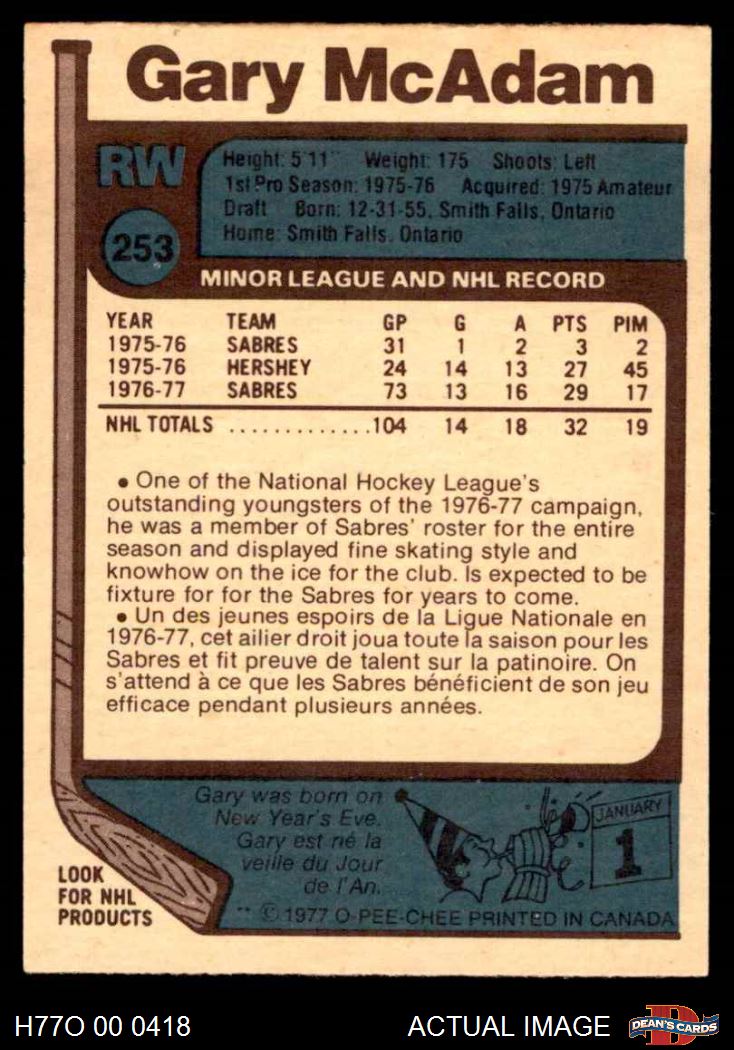 Gary McAdam
RW
253
Height: 5'11" Weight: 175 Shoots: Left
1st Pro Season: 1975-76 Acquired: 1975 Amateur
Draft Born: 12-31-55, Smith Falls, Ontario
Home: Smith Falls, Ontario
MINOR LEAGUE AND NHL RECORD
YEAR TEAM GP G A PTS PIM
1975-76 SABRES 31 1 2 3 2
1975-76 HERSHEY 24 14 13 27 45
1976-77 SABRES 73 13 16 29 17
NHL TOTALS .............104 14 18 32 19
• One of the National Hockey League's
outstanding youngsters of the 1976-77 campaign,
he was a member of Sabres' roster for the entire
season and displayed fine skating style and
knowhow on the ice for the club. Is expected to be
fixture for for the Sabres for years to come.
• Un des jeunes espoirs de la Ligue Nationale en
1976-77, cet ailier droit joua toute la saison pour les
Sabres et fit preuve de talent sur la patinoire. On
s'attend à ce que les Sabres bénéficient de son jeu
efficace pendant plusieurs années.
Gary was born on
New Year's Eve.
Gary est né la
veille du Jour
de l'An.
JANUARY
1
LOOK
FOR NHL
PRODUCTS
** © 1977 O-PEE-CHEE PRINTED IN CANADA
H77O 00 0418
ACTUAL IMAGE
D
DEAN'S CARDS